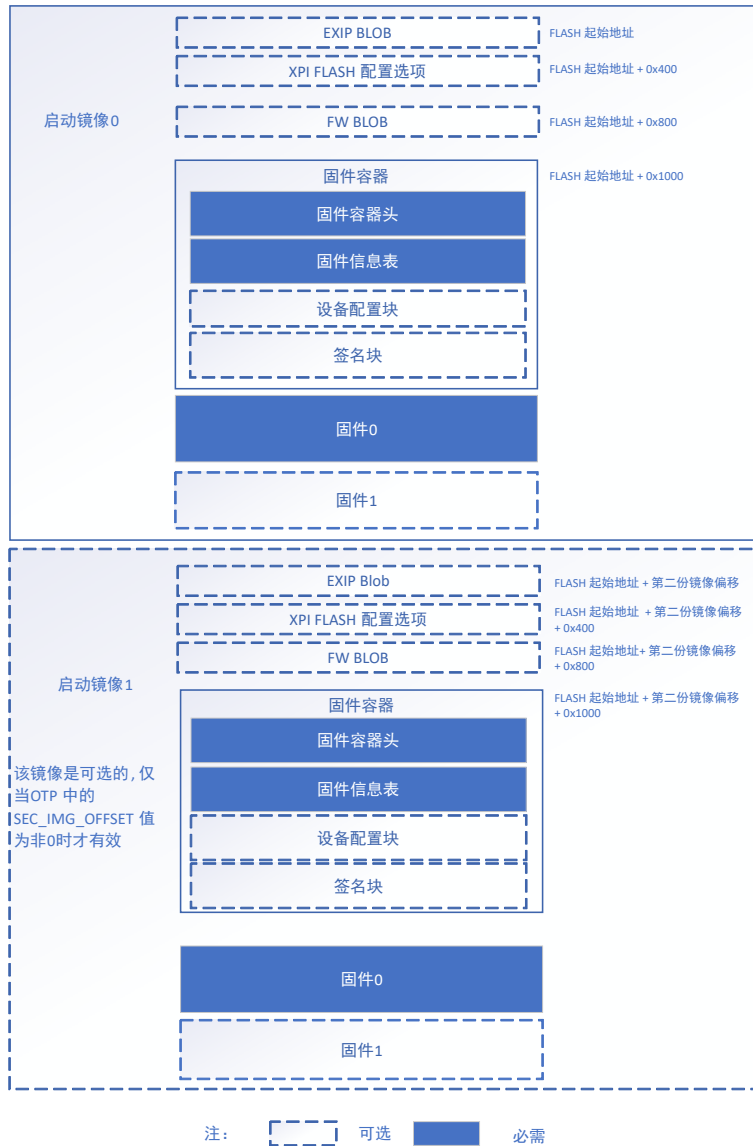 EXIP BLOB
FLASH 起始地址
XPI FLASH 配置选项
FLASH 起始地址 + 0x400
启动镜像0
FW BLOB
FLASH 起始地址 + 0x800
固件容器
FLASH 起始地址 + 0x1000
固件容器头
固件信息表
设备配置块
签名块
固件0
固件1
EXIP Blob
FLASH 起始地址 + 第二份镜像偏移
XPI FLASH 配置选项
FLASH 起始地址 + 第二份镜像偏移
+ 0x400
FW BLOB
FLASH 起始地址+ 第二份镜像偏移
+ 0x800
启动镜像1
固件容器
FLASH 起始地址 + 第二份镜像偏移
+ 0x1000
固件容器头
该镜像是可选的, 仅
当OTP 中的
SEC_IMG_OFFSET 值
为非0时才有效
固件信息表
设备配置块
签名块
固件0
固件1
注: 可选 必需